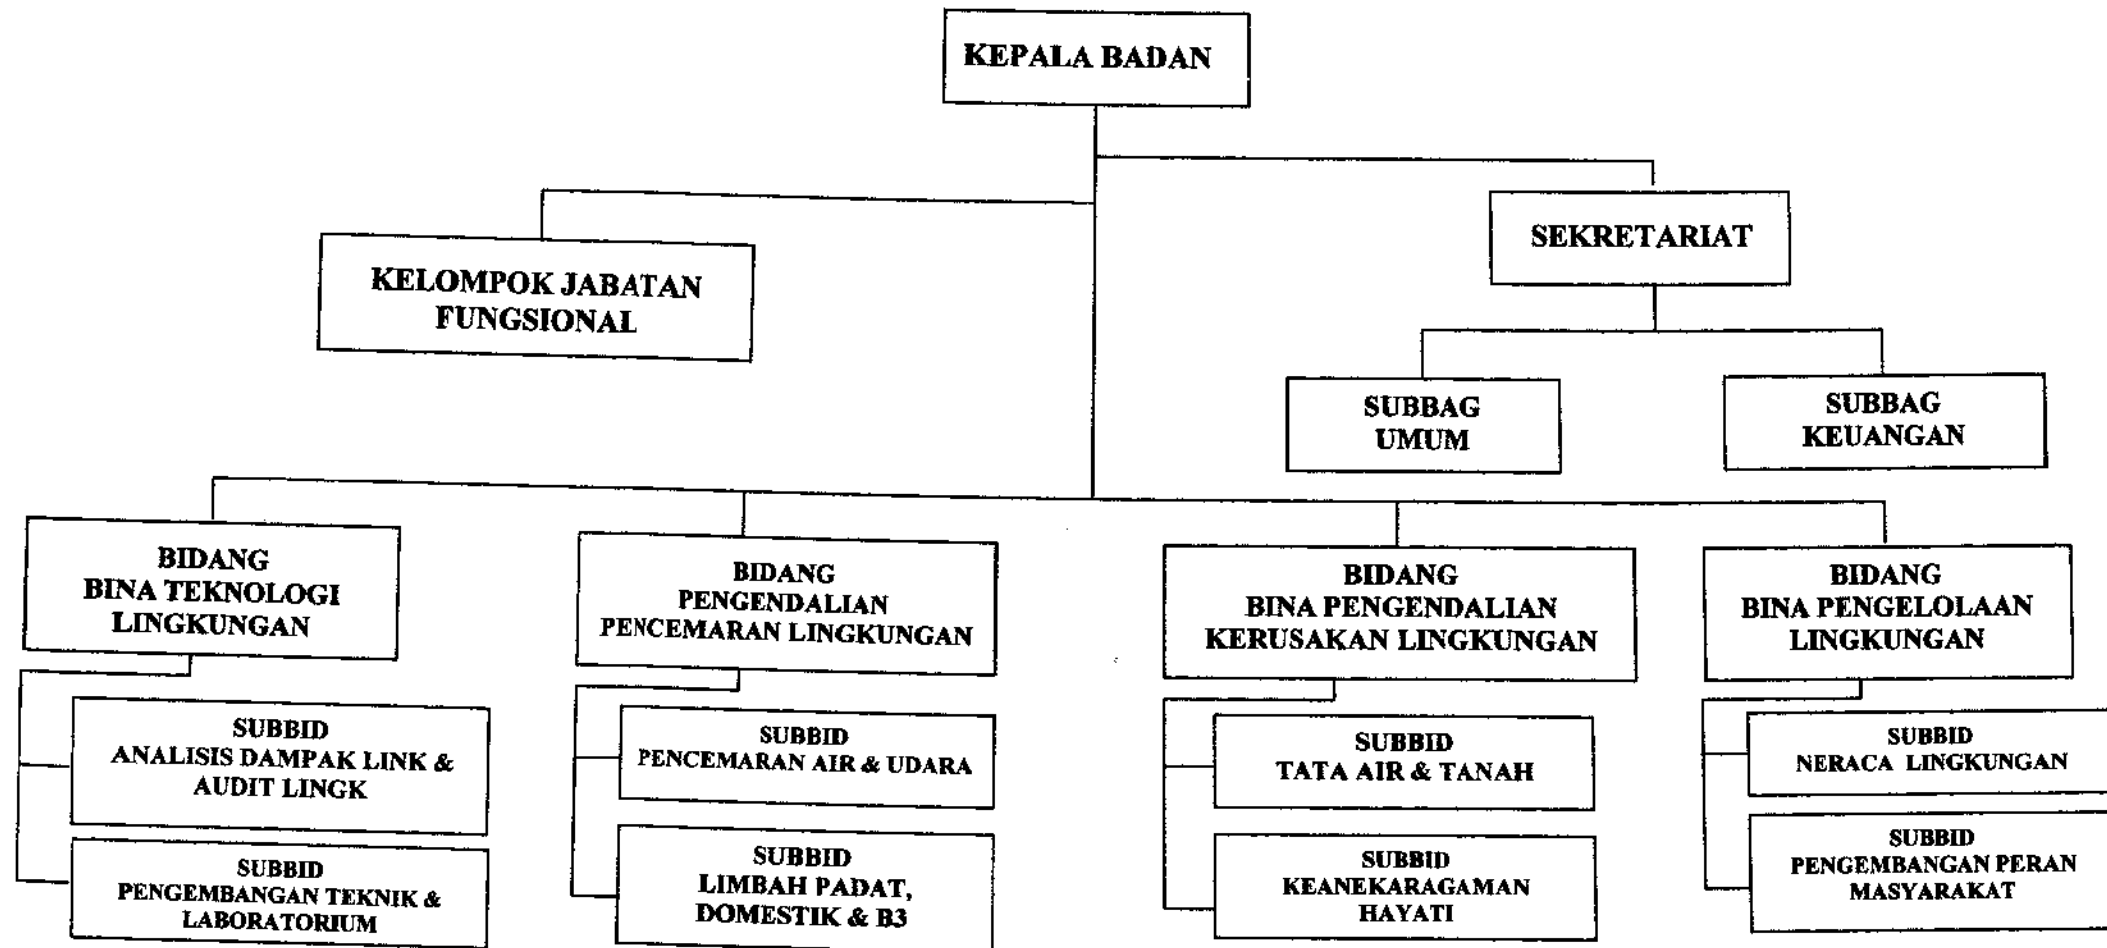 KEPALA BADAN
SEKRETARIAT
KELOMPOK JABATAN
FUNGSIONAL
SUBBAG
UMUM
SUBBAG
KEUANGAN
BIDANG
BINA TEKNOLOGI
LINGKUNGAN
BIDANG
PENGENDALIAN
PENCEMARAN LINGKUNGAN
BIDANG
BINA PENGENDALIAN
KERUSAKAN LINGKUNGAN
BIDANG
BINA PENGELOLAAN
LINGKUNGAN
SUBBID
ANALISIS DAMPAK LINK &
AUDIT LINGK
SUBBID
PENCEMARAN AIR & UDARA
SUBBID
TATA AIR & TANAH
SUBBID
NERACA LINGKUNGAN
SUBBID
PENGEMBANGAN TEKNIK &
LABORATORIUM
SUBBID
LIMBAH PADAT,
DOMESTIK & B3
SUBBID
KEANEKARAGAMAN
HAYATI
SUBBID
PENGEMBANGAN PERAN
MASYARAKAT